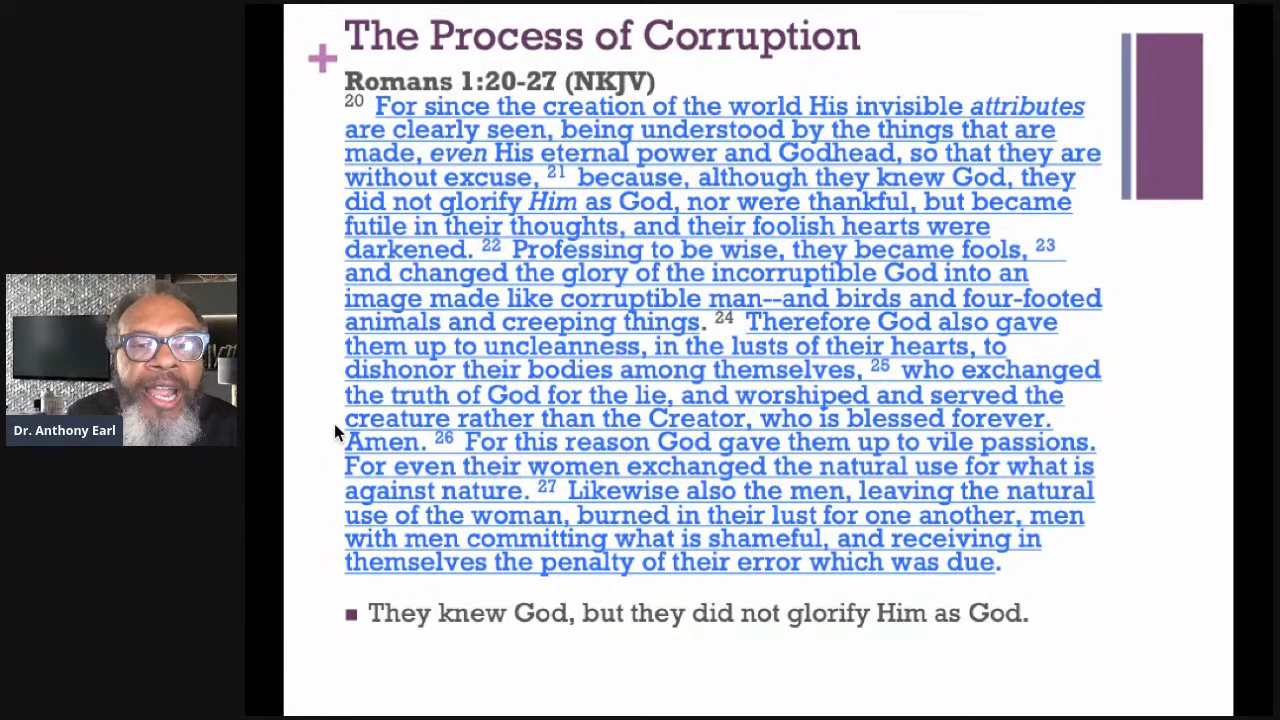 The Process of Corruption
+
Romans 1:20-27 (NKJV)
20 For since the creation of the world His invisible attributes
are clearly seen, being understood by the things that are
made, even His eternal power and Godhead, so that they are
without excuse, 21 because, although they knew God, they
did not glorify Him as God, nor were thankful, but became
futile in their thoughts, and their foolish hearts were
darkened. 22 Professing to be wise, they became fools, 23
and changed the glory of the incorruptible God into an
image made like corruptible man--and birds and four-footed
animals and creeping things. 24 Therefore God also gave
them up to uncleanness, in the lusts of their hearts, to
dishonor their bodies among themselves, 25 who exchanged
the truth of God for the lie, and worshiped and served the
creature rather than the Creator, who is blessed forever.
Amen. 26 For this reason God gave them up to vile passions.
For even their women exchanged the natural use for what is
against nature. 27 Likewise also the men, leaving the natural
use of the woman, burned in their lust for one another, men
with men committing what is shameful, and receiving in
themselves the penalty of their error which was due.
They knew God, but they did not glorify Him as God.
Dr. Anthony Earl